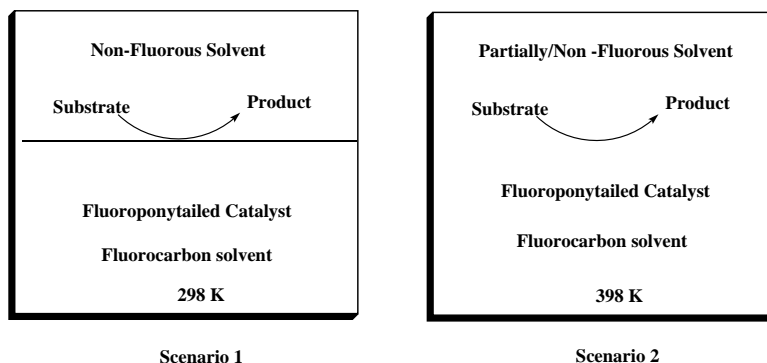 Non-Fluorous Solvent
Substrate
Product
Fluoroponytailed Catalyst
Fluorocarbon solvent
298 K
Scenario 1
Partially/Non -Fluorous Solvent
Substrate
Product
Fluoroponytailed Catalyst
Fluorocarbon solvent
398 K
Scenario 2